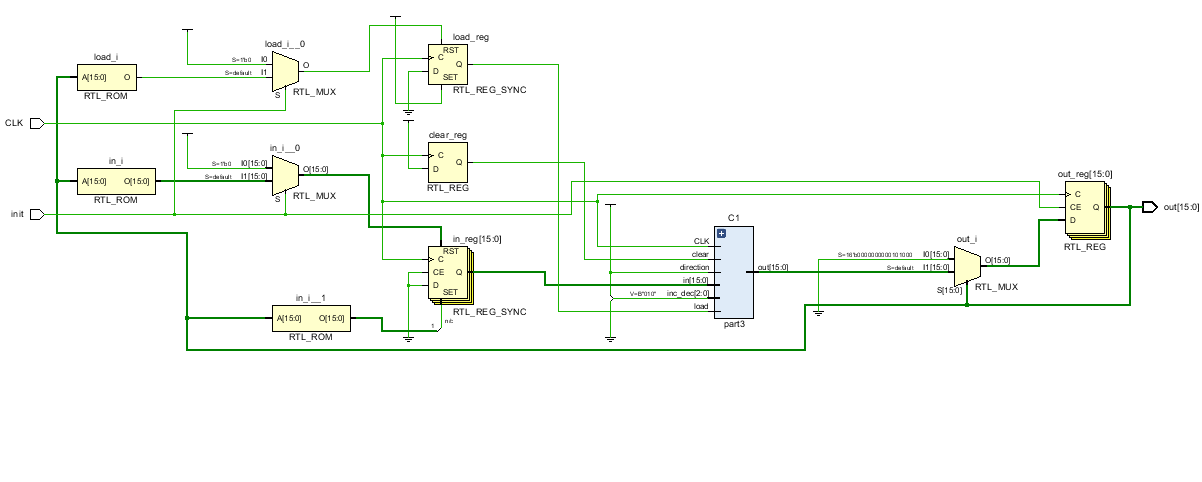 load_i
A[15:0] O
RTL_ROM
load_i__0
S=1'b0 I0
S=default I1
O
S
RTL_MUX
load_reg
RST
C
D
Q
SET
RTL_REG_SYNC
CLK
clear_reg
C
D
Q
RTL_REG
in_i
A[15:0] O[15:0]
RTL_ROM
in_i__0
S=1'b0 I0[15:0]
S=default I1[15:0]
O[15:0]
S
RTL_MUX
init
in_reg[15:0]
RST
C
CE
D
Q
SET
RTL_REG_SYNC
in_i__1
A[15:0] O[15:0]
RTL_ROM
1
n/c
C1
CLK
clear
direction
in[15:0]
V=B"010" inc_dec[2:0]
load
out[15:0]
part3
out_i
S=16'b0000000000101000 I0[15:0]
S=default I1[15:0]
O[15:0]
S[15:0]
RTL_MUX
out_reg[15:0]
C
CE
D
Q
RTL_REG
out[15:0]